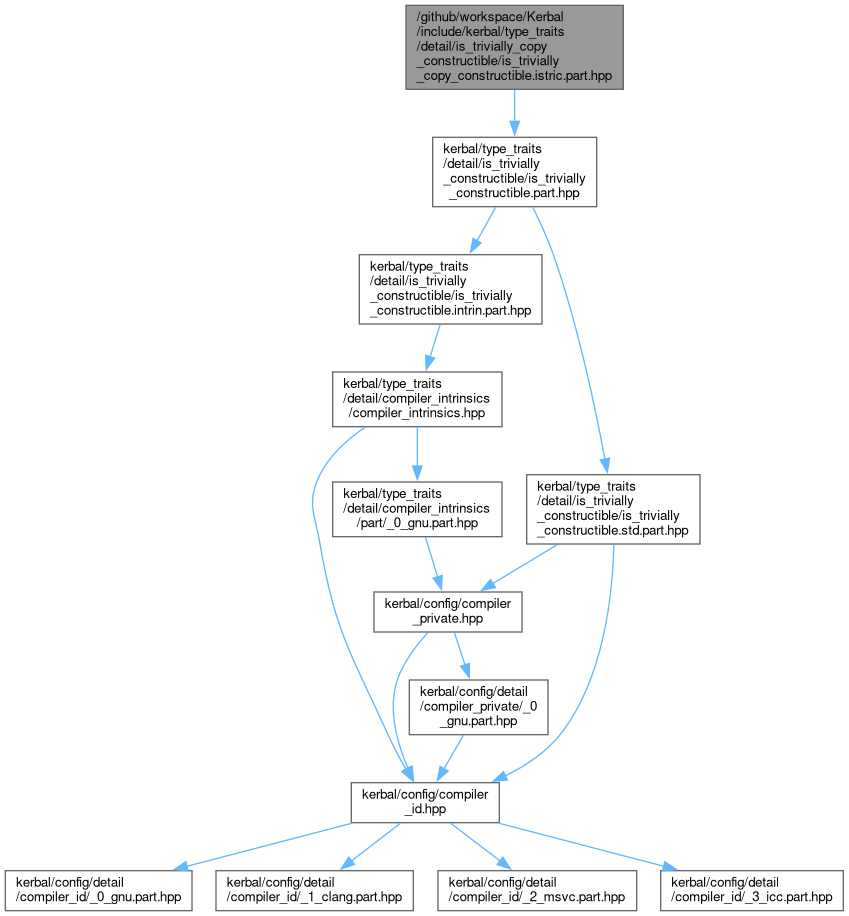 /github/workspace/Kerbal
/include/kerbal/type_traits
/detail/is_trivially_copy
_constructible/is_trivially
_copy_constructible.istric.part.hpp
kerbal/type_traits
/detail/is_trivially
_constructible/is_trivially
_constructible.part.hpp
kerbal/type_traits
/detail/is_trivially
_constructible/is_trivially
_constructible.intrin.part.hpp
kerbal/type_traits
/detail/compiler_intrinsics
/compiler_intrinsics.hpp
kerbal/type_traits
/detail/compiler_intrinsics
/part/_0_gnu.part.hpp
kerbal/type_traits
/detail/is_trivially
_constructible/is_trivially
_constructible.std.part.hpp
kerbal/config/compiler
_private.hpp
kerbal/config/detail
/compiler_private/_0
_gnu.part.hpp
kerbal/config/compiler
_id.hpp
kerbal/config/detail
/compiler_id/_0_gnu.part.hpp
kerbal/config/detail
/compiler_id/_1_clang.part.hpp
kerbal/config/detail
/compiler_id/_2_msvc.part.hpp
kerbal/config/detail
/compiler_id/_3_icc.part.hpp